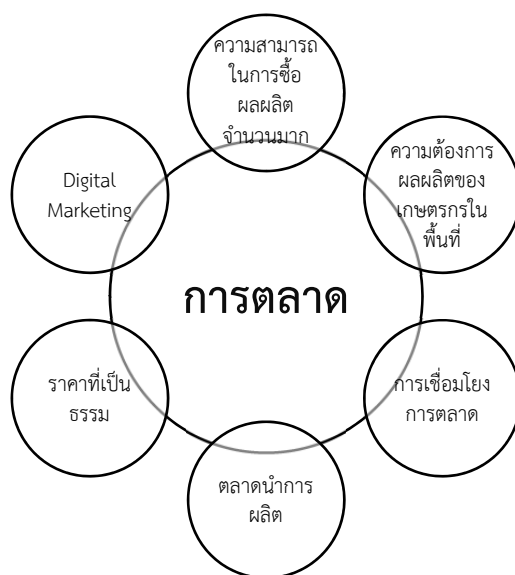 ความสามารถ
ในการซื้อ
ผลผลิต
จำนวนมาก
ความต้องการ
ผลผลิตของ
เกษตรกรใน
พื้นที่
การเชื่อมโยง
การตลาด
ตลาดนำการ
ผลิต
ราคาที่เป็น
ธรรม
Digital
Marketing
การตลาด